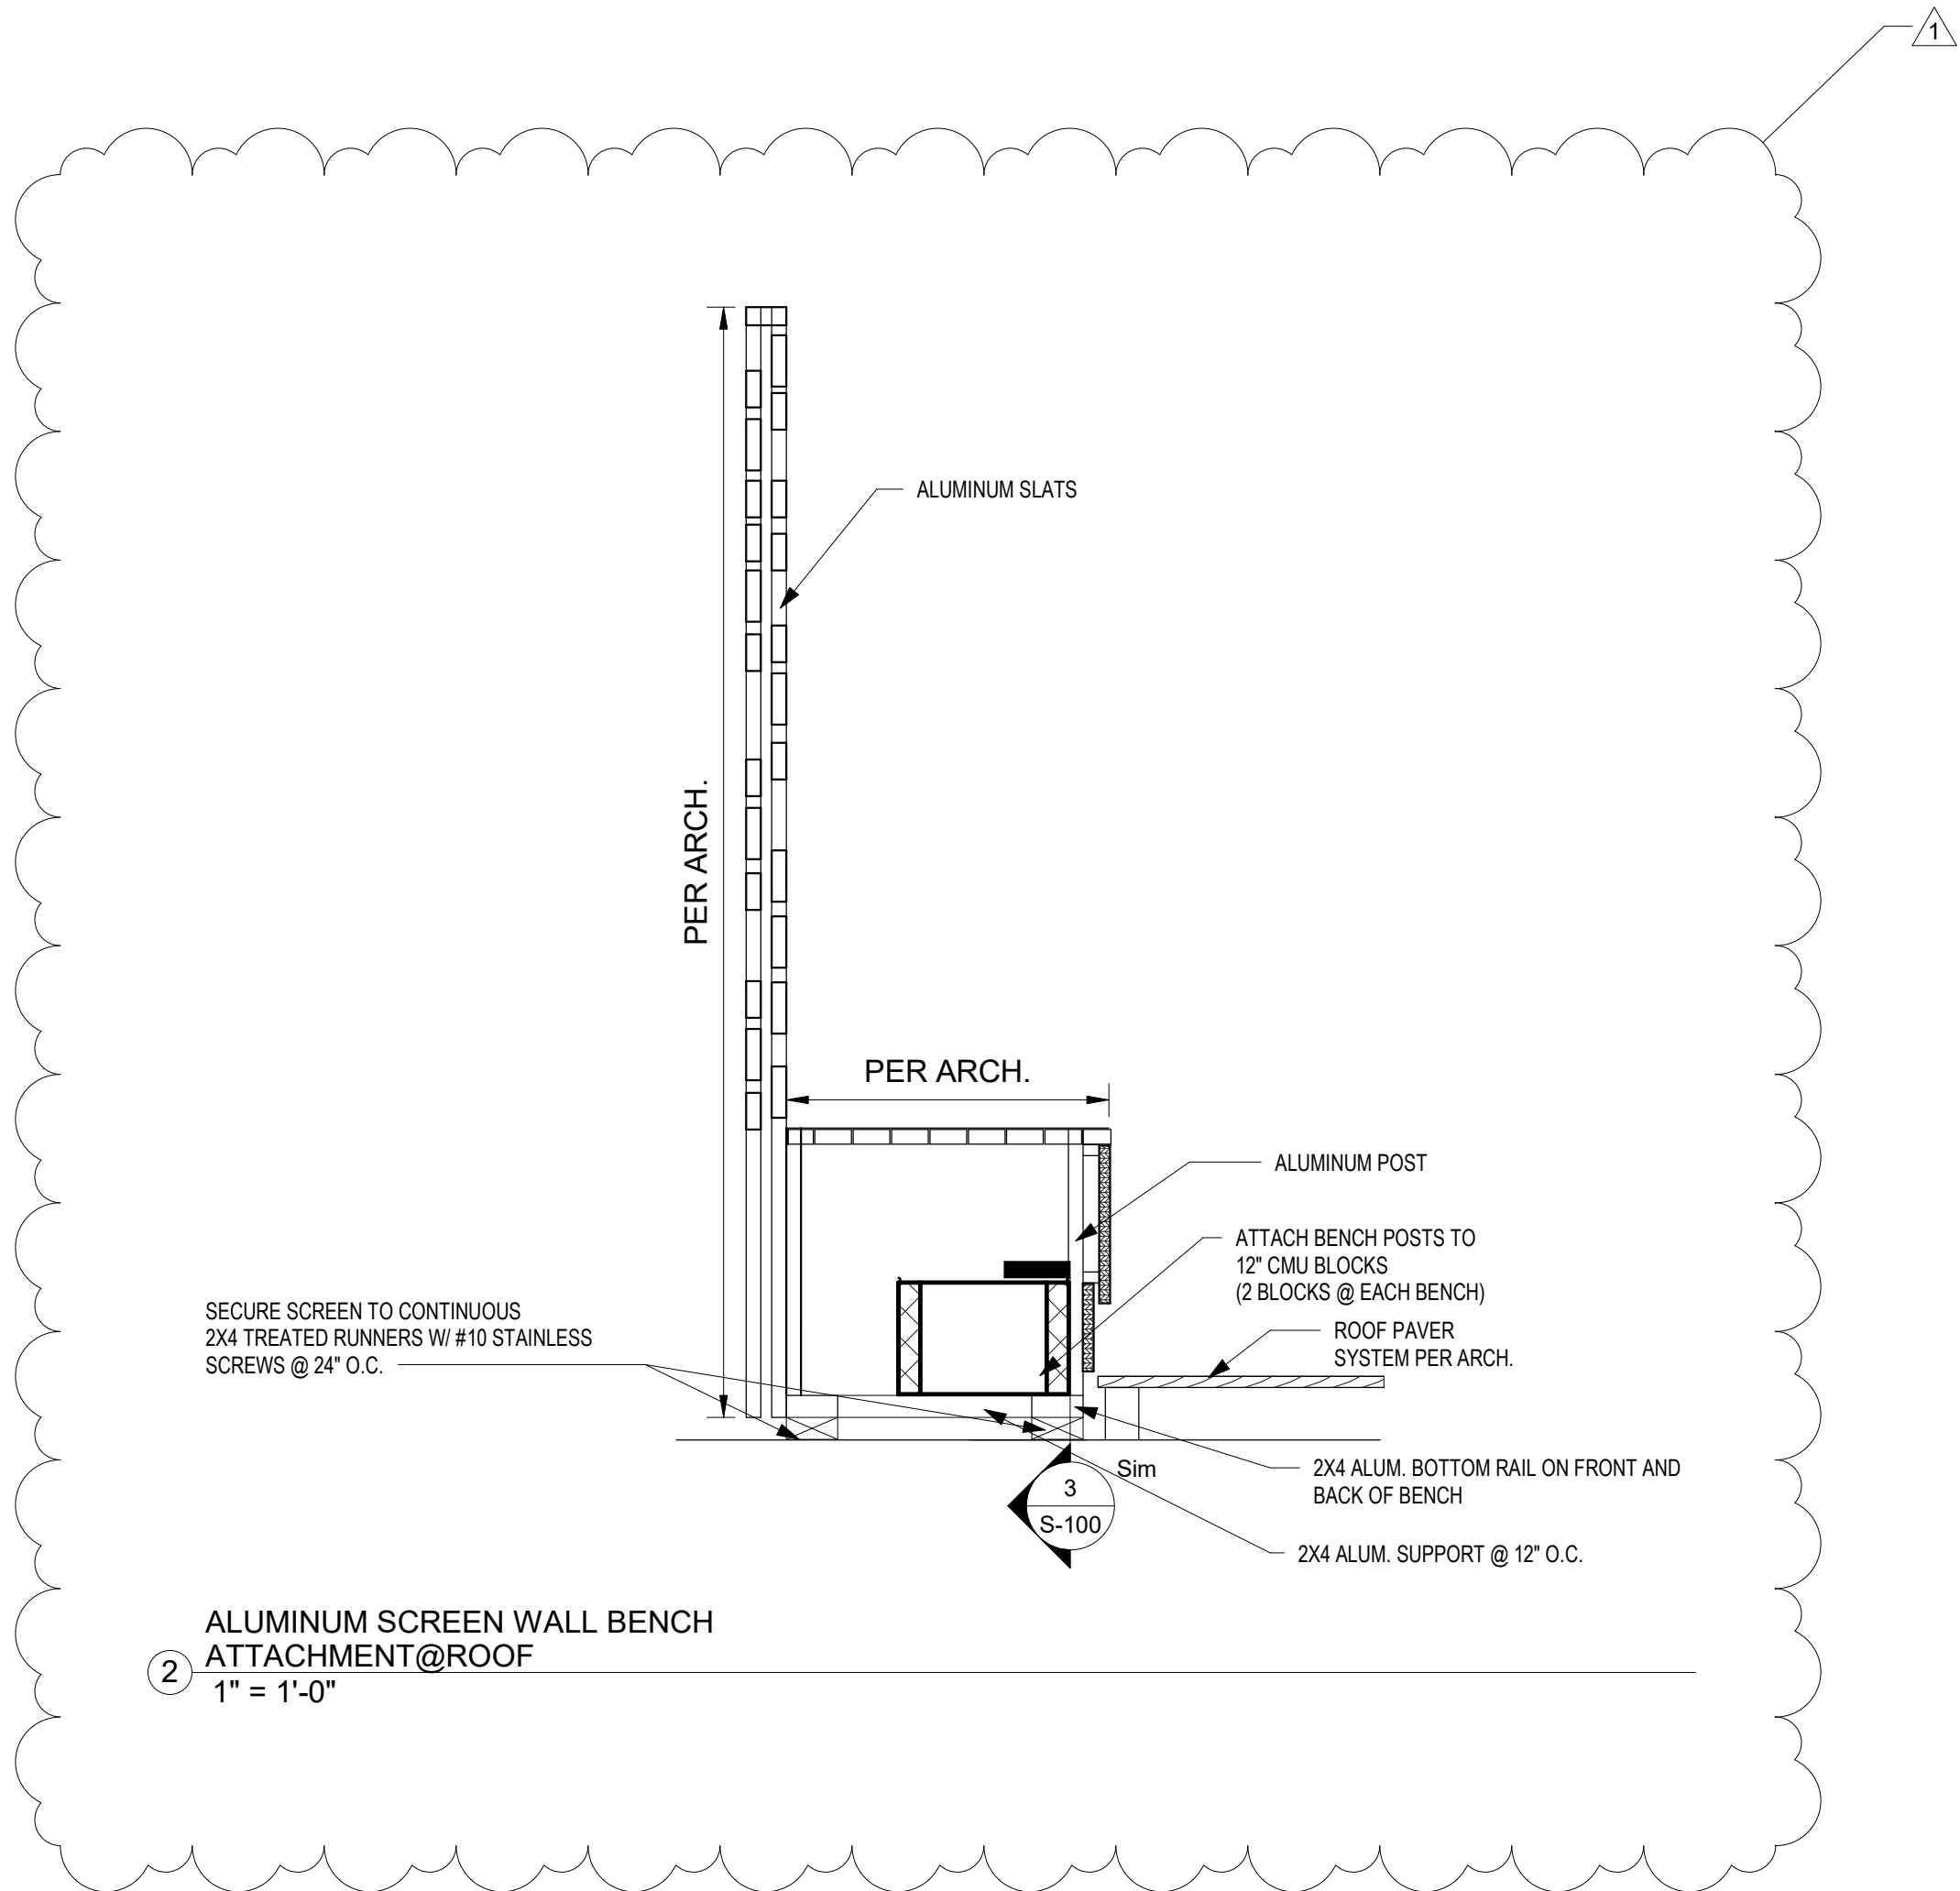 1
ALUMINUM SLATS
PER ARCH.
PER ARCH.
ALUMINUM POST
ATTACH BENCH POSTS TO
12" CMU BLOCKS
(2 BLOCKS @ EACH BENCH)
SECURE SCREEN TO CONTINUOUS
2X4 TREATED RUNNERS W/ #10 STAINLESS
SCREWS @ 24" O.C.
ROOF PAVER
SYSTEM PER ARCH.
Sim
3
S-100
2X4 ALUM. BOTTOM RAIL ON FRONT AND
BACK OF BENCH
2X4 ALUM. SUPPORT @ 12" O.C.
ALUMINUM SCREEN WALL BENCH
ATTACHMENT@ROOF
2
1" = 1'-0"